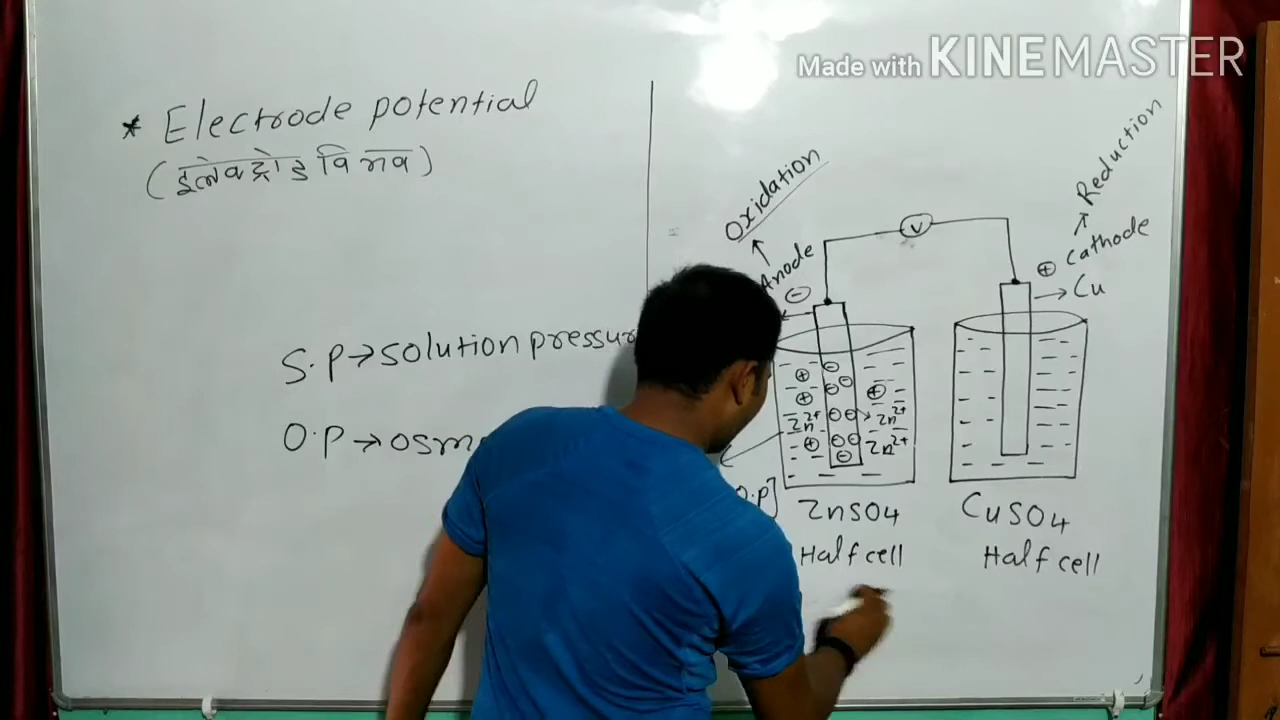 Made with KINEMASTER
* Electrode potential
(इलेक्ट्रोड विभव)
S.P→solution pressur
O.P→osm
Oxidation
Anode
⊖
V
Reduction
Cathode
⊕
Cu
Zn2+
Zn2+
Zn2+
O.P]
ZnSO4
Half cell
CuSO4
Half cell